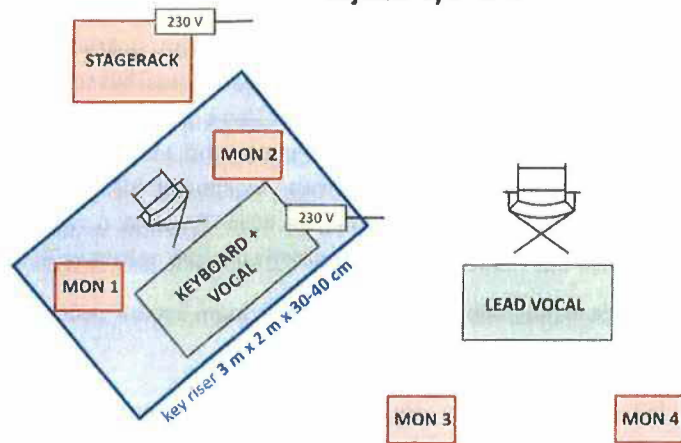 230 V
STAGERACK
MON 2
230 V
KEYBOARD +
VOCAL
MON 1
key riser 3 m x 2 m x 30-40 cm
LEAD VOCAL
MON 3
MON 4